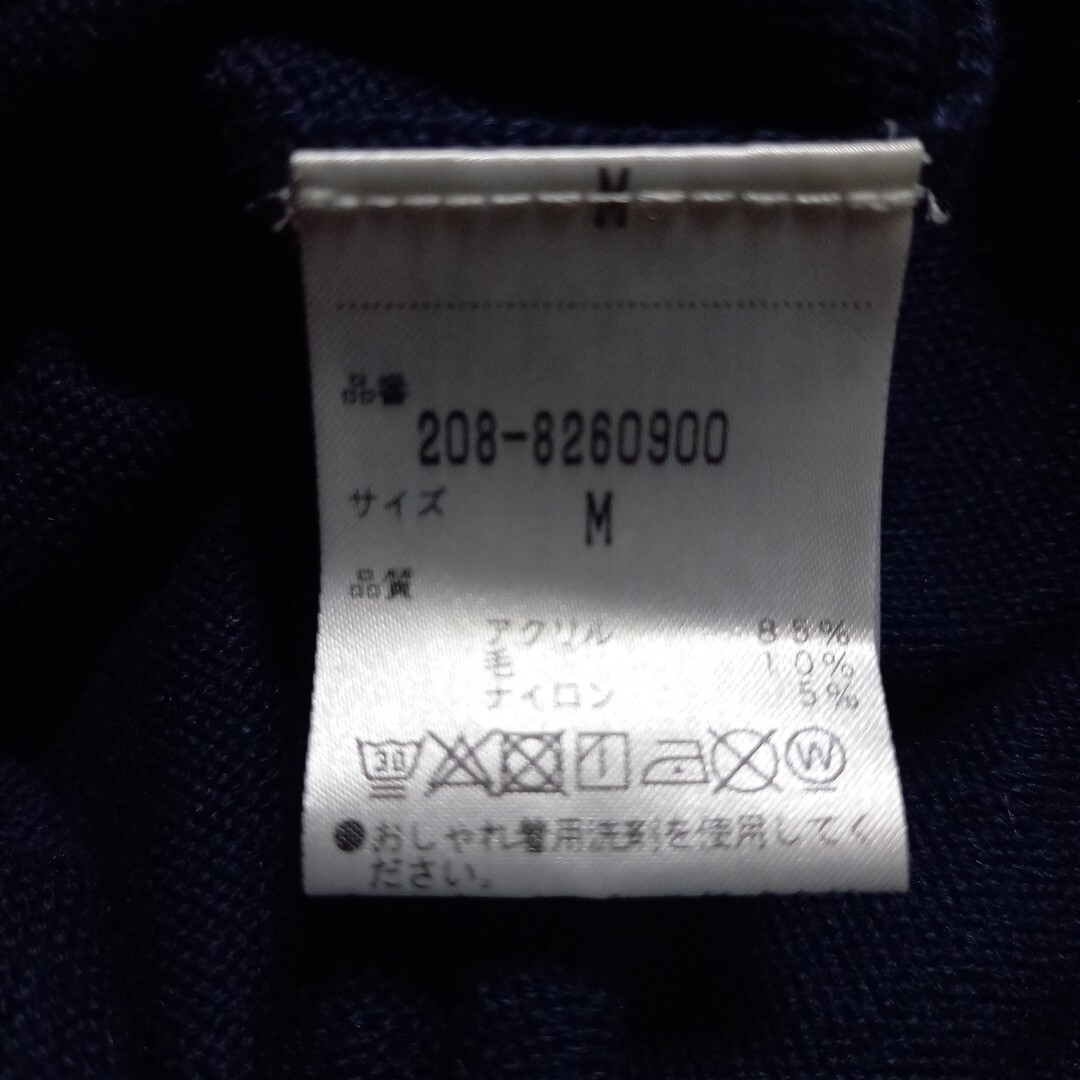 M
品番
208-8260900
サイズ M
品質
アクリル 85%
毛 10%
ナイロン 5%
30 W
●おしゃれ着用洗剤を使用してく
ださい。